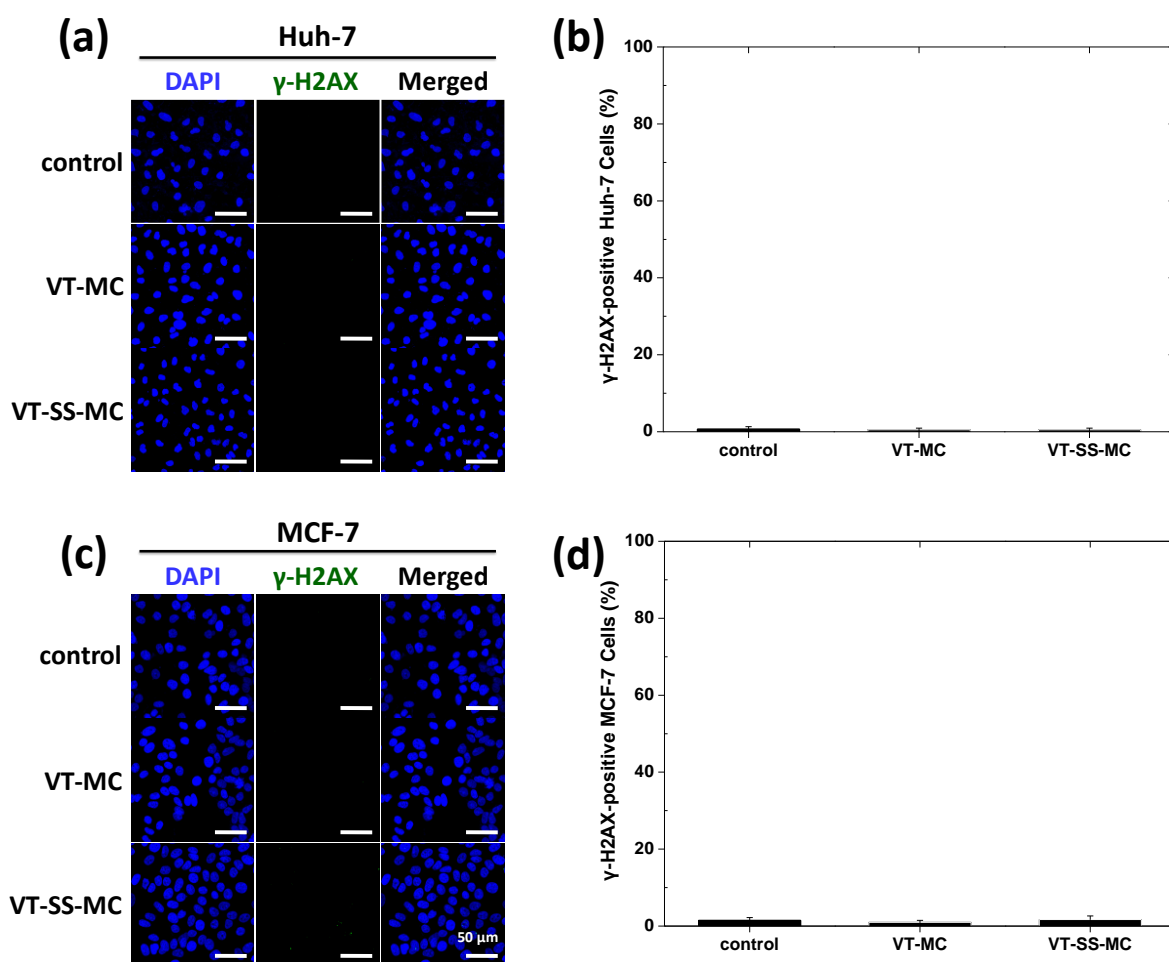 (a)
Huh-7
DAPI γ-H2AX Merged
control
VT-MC
VT-SS-MC
(b)
γ-H2AX-positive Huh-7 Cells (%)
100
80
60
40
20
0
control VT-MC VT-SS-MC
(c)
MCF-7
DAPI γ-H2AX Merged
control
VT-MC
VT-SS-MC
50 μm
(d)
γ-H2AX-positive MCF-7 Cells (%)
100
80
60
40
20
0
control VT-MC VT-SS-MC